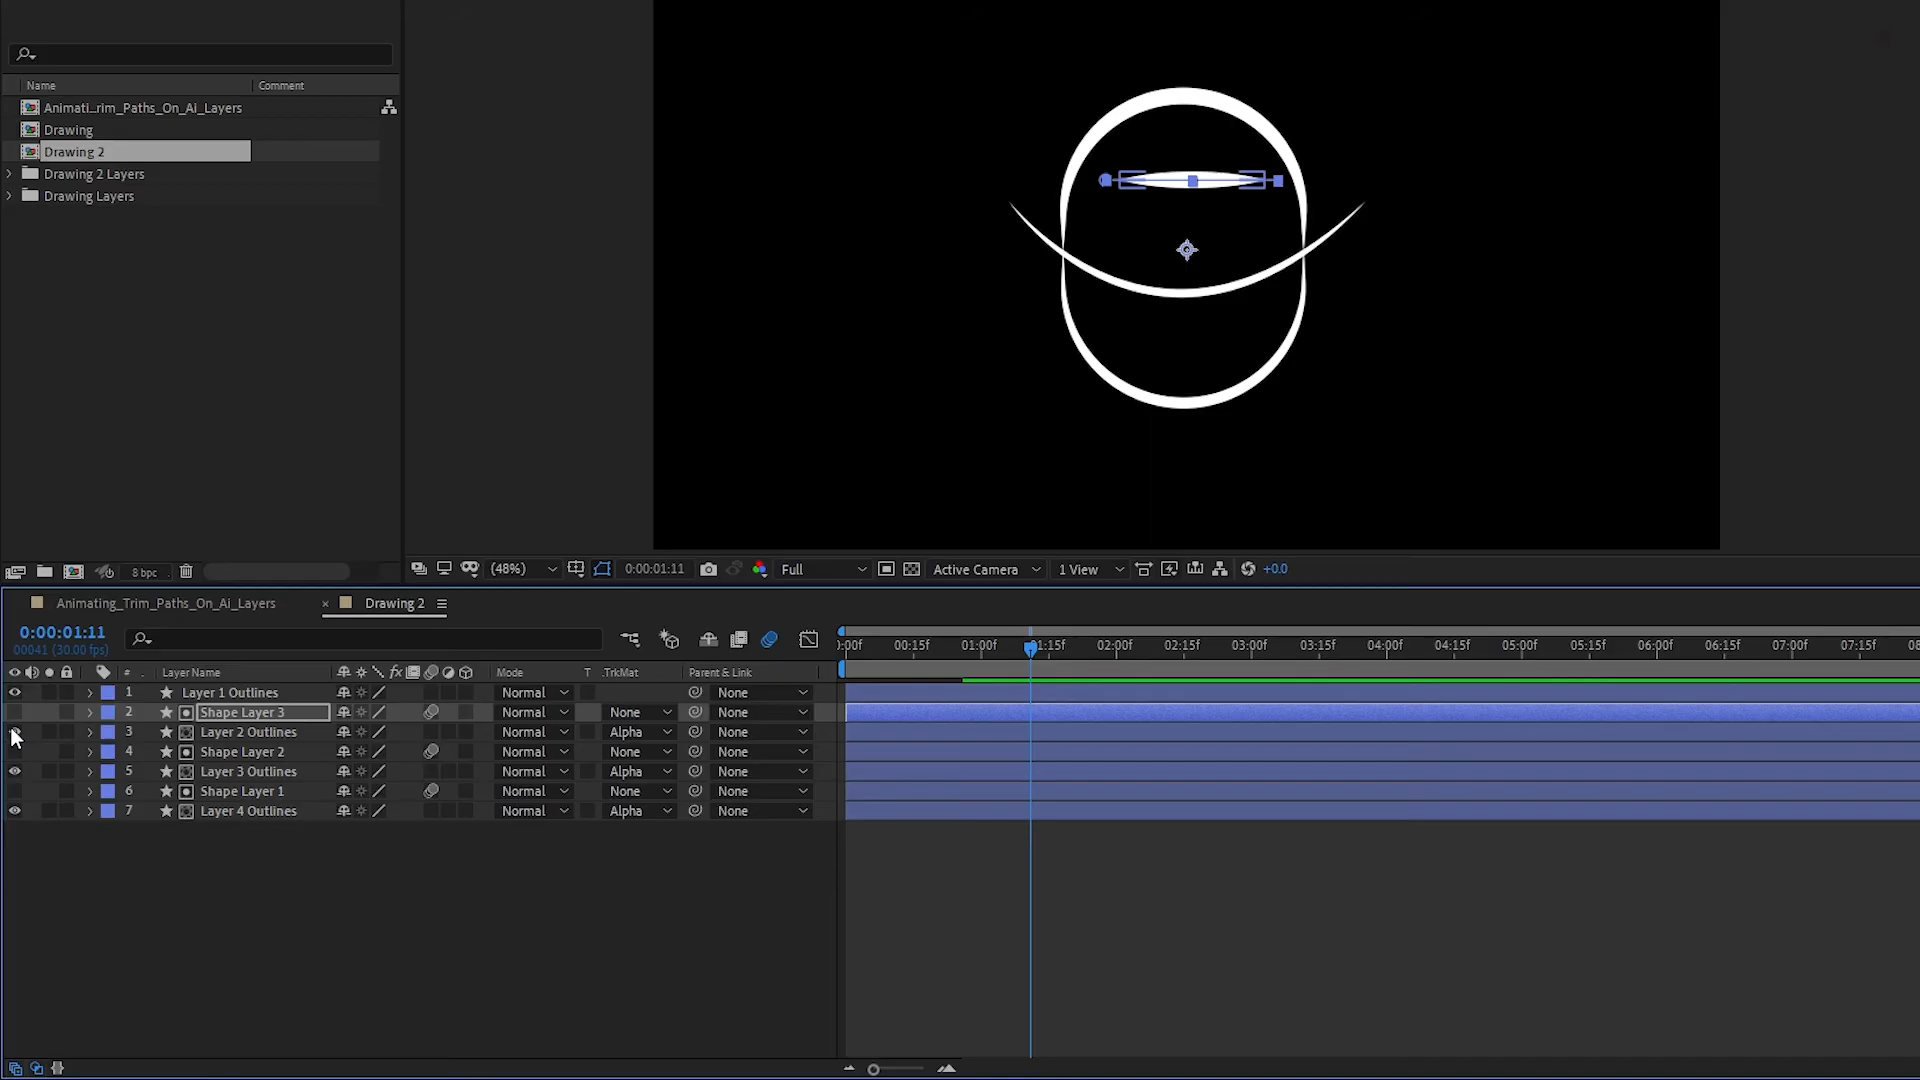 Name Comment
Animati...rim_Paths_On_Ai_Layers
Drawing
Drawing 2
Drawing 2 Layers
Drawing Layers
8 bpc
(48%) 0:00:01:11 Full Active Camera 1 View +0.0
Animating_Trim_Paths_On_Ai_Layers × Drawing 2
0:00:01:11
00041 (30.00 fps)
):00f 00:15f 01:00f 01:15f 02:00f 02:15f 03:00f 03:15f 04:00f 04:15f 05:00f 05:15f 06:00f 06:15f 07:00f 07:15f 08
# Layer Name fx Mode T .TrkMat Parent & Link
1 Layer 1 Outlines Normal None
2 Shape Layer 3 Normal None None
3 Layer 2 Outlines Normal Alpha None
4 Shape Layer 2 Normal None None
5 Layer 3 Outlines Normal Alpha None
6 Shape Layer 1 Normal None None
7 Layer 4 Outlines Normal Alpha None